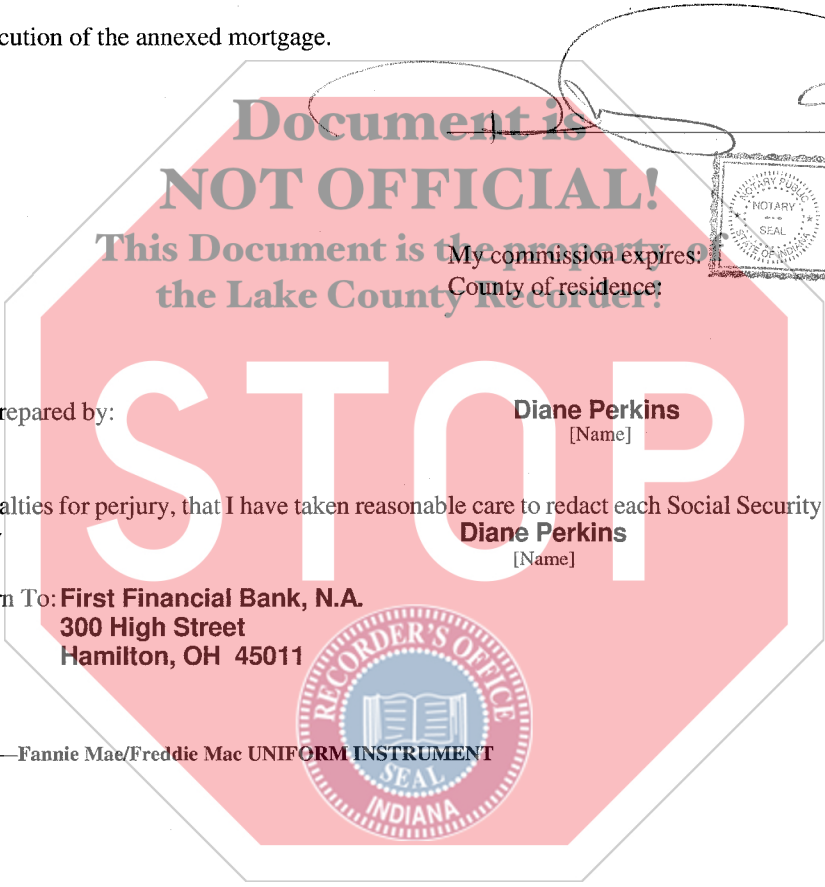 cution of the annexed mortgage.
Document is
NOT OFFICIAL!
This Document is the property of
the Lake County Recorder!
NOTARY PUBLIC
NOTARY
SEAL
STATE OF INDIANA
My commission expires:
County of residence:
STOP
repared by:
Diane Perkins
[Name]
alties for perjury, that I have taken reasonable care to redact each Social Security
Diane Perkins
[Name]
n To: First Financial Bank, N.A.
300 High Street
Hamilton, OH 45011
RECORDER'S OFFICE
SEAL
INDIANA
—Fannie Mae/Freddie Mac UNIFORM INSTRUMENT